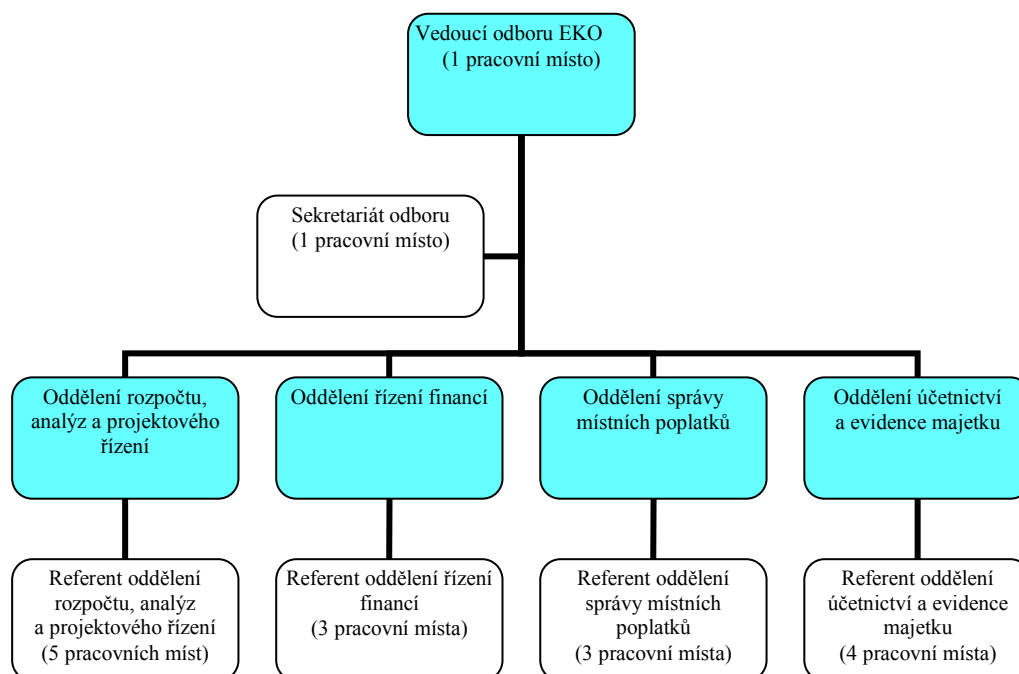 Vedoucí odboru EKO
(1 pracovní místo)
Sekretariát odboru
(1 pracovní místo)
Oddělení rozpočtu,
analýz a projektového
řízení
Oddělení řízení financí
Oddělení správy
místních poplatků
Oddělení účetnictví
a evidence majetku
Referent oddělení
rozpočtu, analýz
a projektového řízení
(5 pracovních míst)
Referent oddělení řízení
financí
(3 pracovní místa)
Referent oddělení
správy místních
poplatků
(3 pracovní místa)
Referent oddělení
účetnictví a evidence
majetku
(4 pracovní místa)